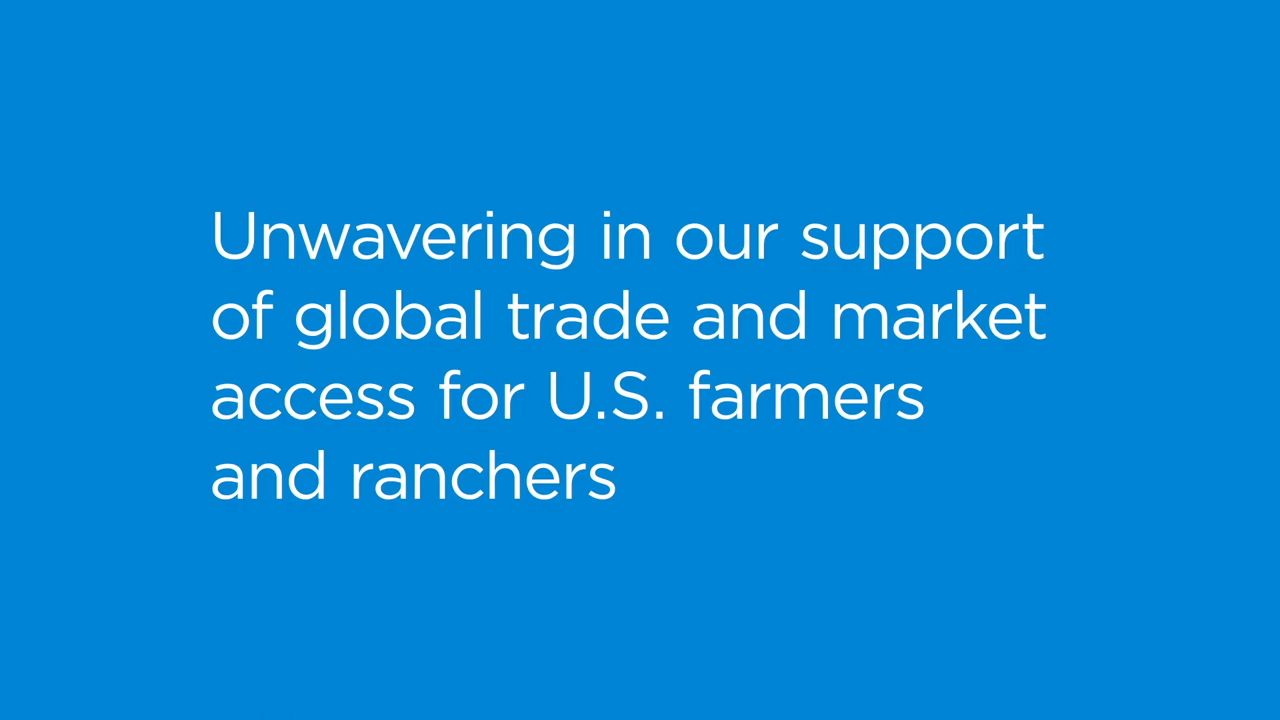 Unwavering in our support
of global trade and market
access for U.S. farmers
and ranchers